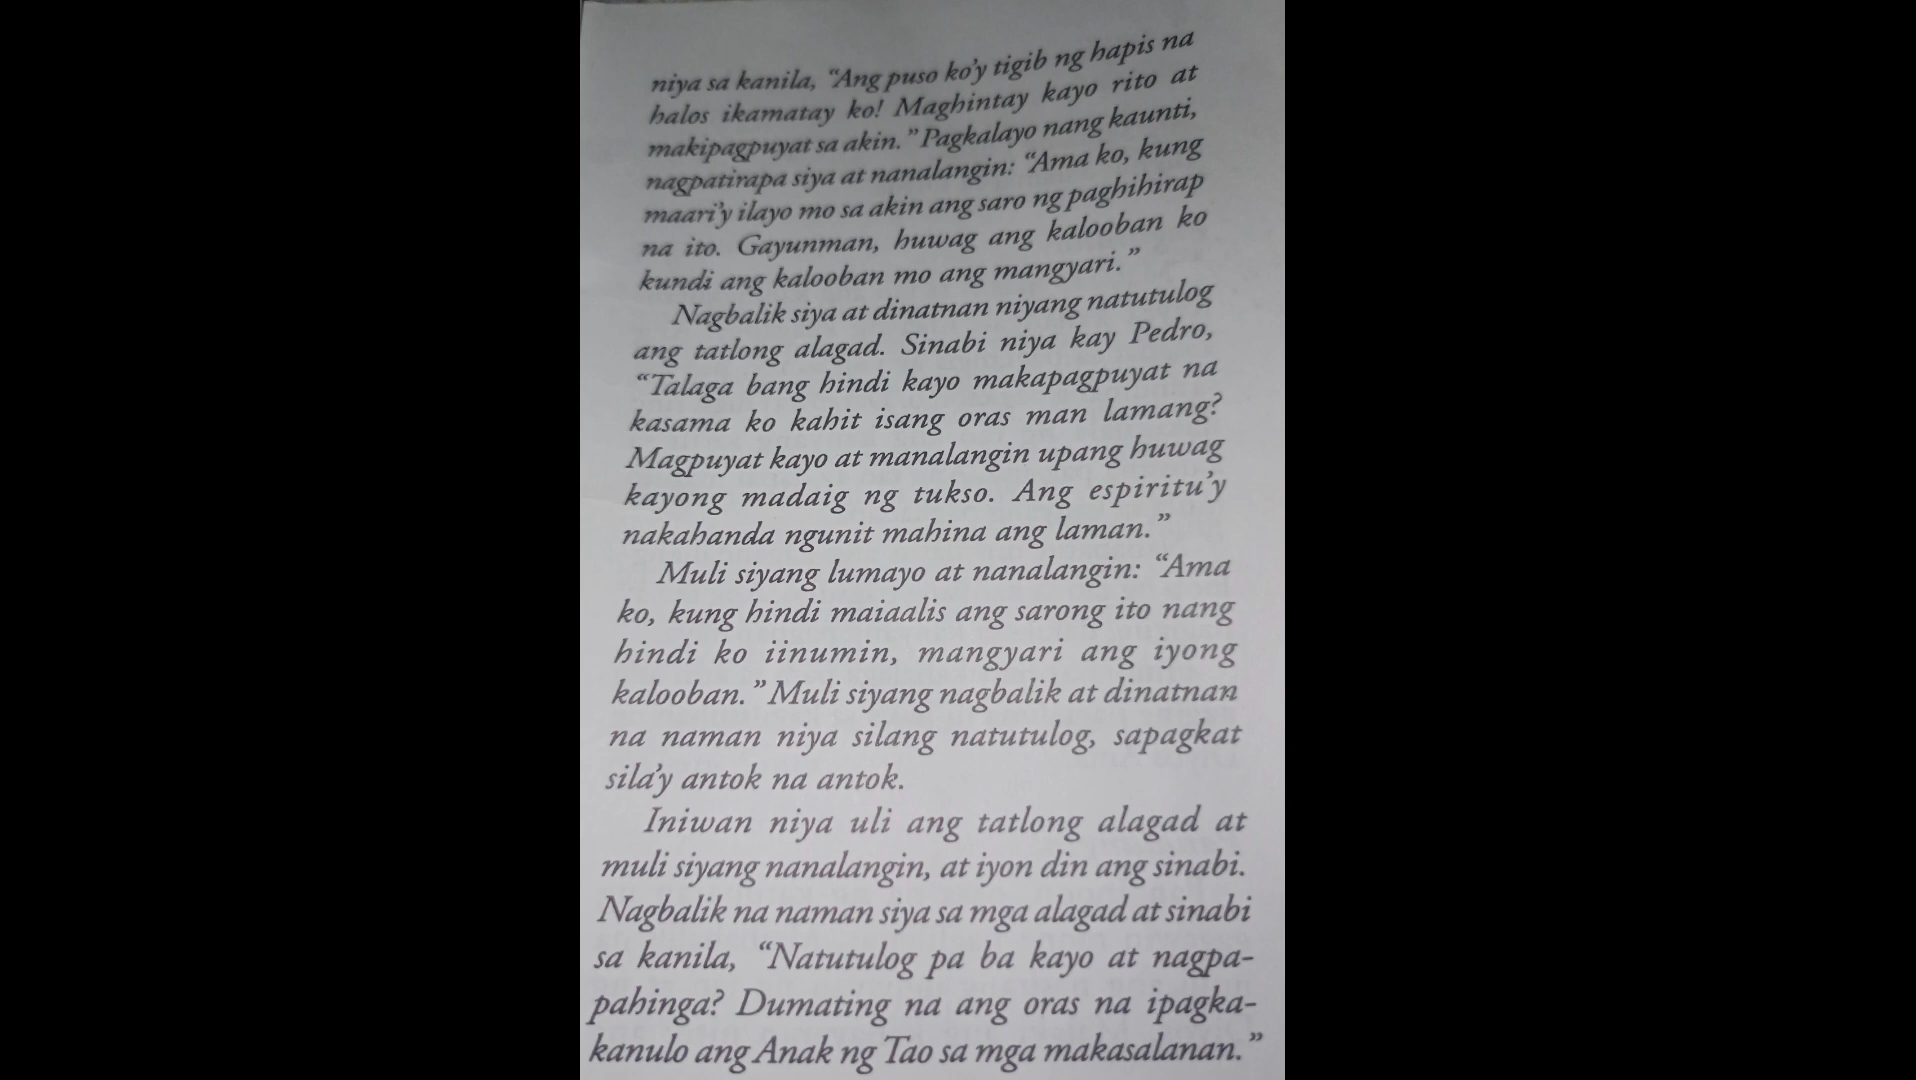 niya sa kanila, “Ang puso ko’y tigib ng hapis na
halos ikamatay ko! Maghintay kayo rito at
makipagpuyat sa akin.” Pagkalayo nang kaunti,
nagpatirapa siya at nanalangin: “Ama ko, kung
maari’y ilayo mo sa akin ang saro ng paghihirap
na ito. Gayunman, huwag ang kalooban ko
kundi ang kalooban mo ang mangyari.”
Nagbalik siya at dinatnan niyang natutulog
ang tatlong alagad. Sinabi niya kay Pedro,
“Talaga bang hindi kayo makapagpuyat na
kasama ko kahit isang oras man lamang?
Magpuyat kayo at manalangin upang huwag
kayong madaig ng tukso. Ang espiritu’y
nakahanda ngunit mahina ang laman.”
Muli siyang lumayo at nanalangin: “Ama
ko, kung hindi maiaalis ang sarong ito nang
hindi ko iinumin, mangyari ang iyong
kalooban.” Muli siyang nagbalik at dinatnan
na naman niya silang natutulog, sapagkat
sila’y antok na antok.
Iniwan niya uli ang tatlong alagad at
muli siyang nanalangin, at iyon din ang sinabi.
Nagbalik na naman siya sa mga alagad at sinabi
sa kanila, “Natutulog pa ba kayo at nagpa-
pahinga? Dumating na ang oras na ipagka-
kanulo ang Anak ng Tao sa mga makasalanan.”